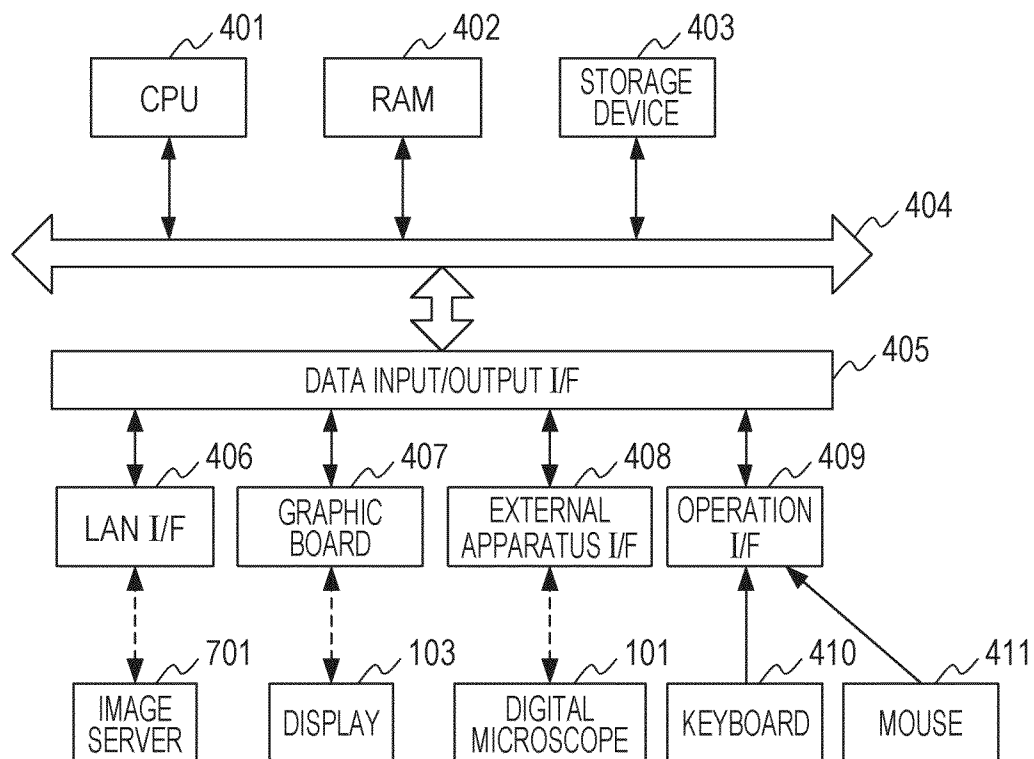 401
402
403
CPU
RAM
STORAGE
DEVICE
404
405
DATA INPUT/OUTPUT I/F
406
407
408
409
LAN I/F
GRAPHIC
BOARD
EXTERNAL
APPARATUS I/F
OPERATION
I/F
701
103
101
410
411
IMAGE
SERVER
DISPLAY
DIGITAL
MICROSCOPE
KEYBOARD
MOUSE